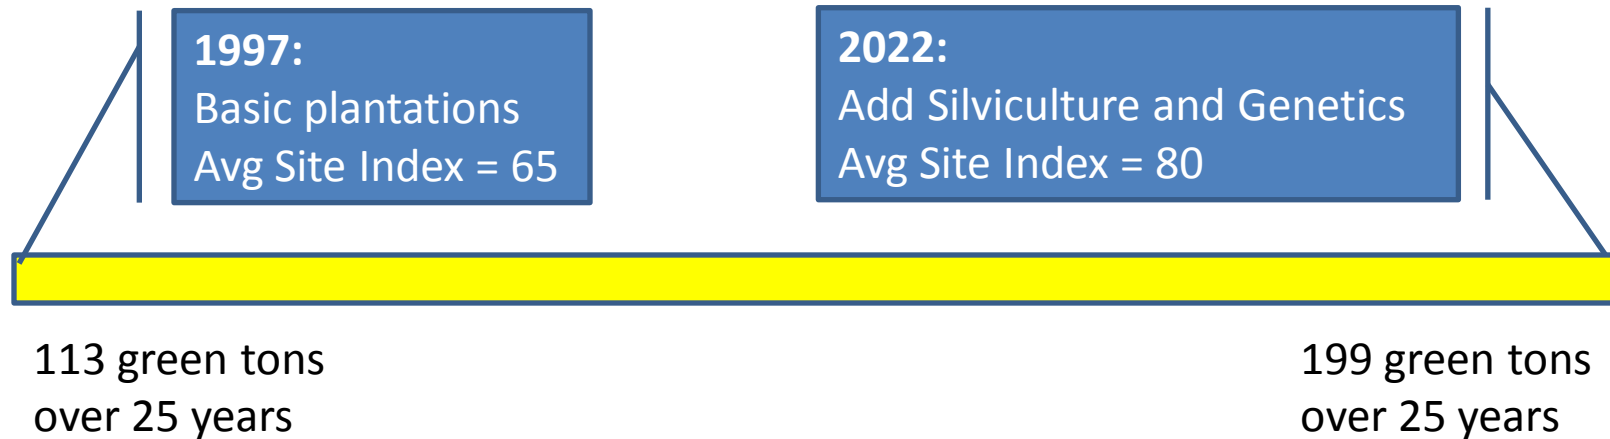 1997:
Basic plantations
Avg Site Index = 65
2022:
Add Silviculture and Genetics
Avg Site Index = 80
113 green tons
over 25 years
199 green tons
over 25 years